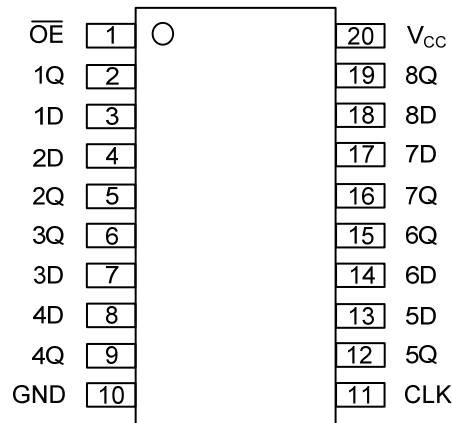 O̅E̅ 1 20 VCC
1Q 2 19 8Q
1D 3 18 8D
2D 4 17 7D
2Q 5 16 7Q
3Q 6 15 6Q
3D 7 14 6D
4D 8 13 5D
4Q 9 12 5Q
GND 10 11 CLK